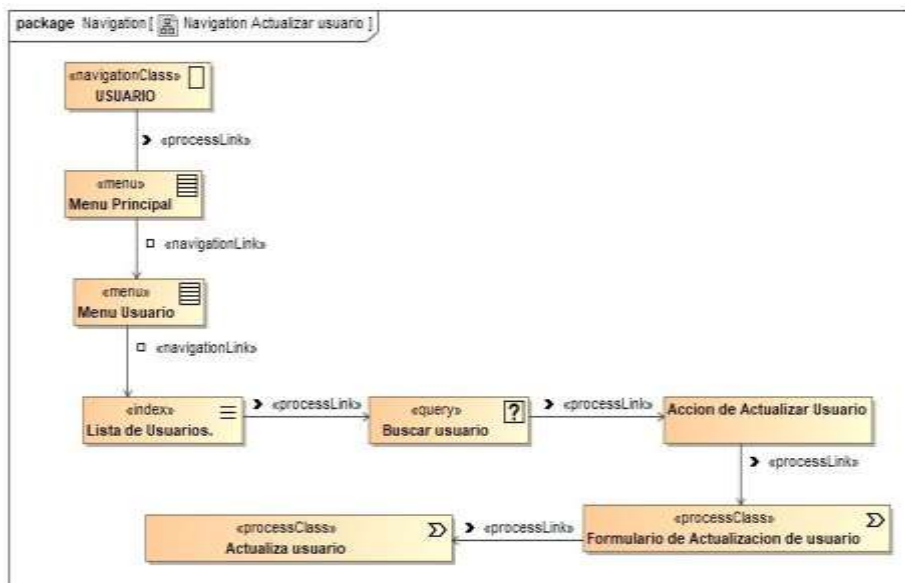 package Navigation [ Navigation Actualizar usuario ]
«navigationClass»
USUARIO
«processLink»
«menu»
Menu Principal
«navigationLink»
«menu»
Menu Usuario
«navigationLink»
«index»
Lista de Usuarios.
«processLink»
«query»
?
Buscar usuario
«processLink»
Accion de Actualizar Usuario
«processLink»
«processClass»
Formulario de Actualizacion de usuario
«processLink»
«processClass»
Actualiza usuario